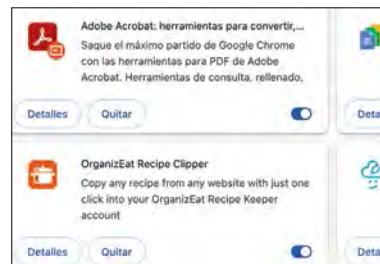 Adobe Acrobat: herramientas para convertir,...
Saque el máximo partido de Google Chrome
con las herramientas para PDF de Adobe
Acrobat. Herramientas de consulta, rellenado,
Detalles Quitar
Deta
OrganizEat Recipe Clipper
Copy any recipe from any website with just one
click into your OrganizEat Recipe Keeper
account
Detalles Quitar
Deta